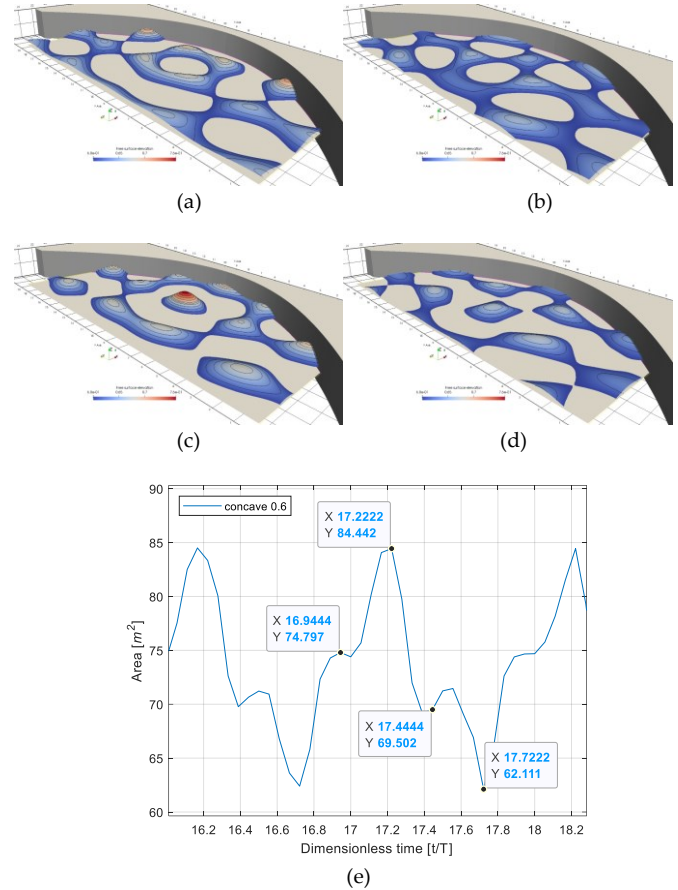 (a)
(b)
(c)
(d)
90
85
80
75
70
65
60
Area [m²]
concave 0.6
X 17.2222
Y 84.442
X 16.9444
Y 74.797
X 17.4444
Y 69.502
X 17.7222
Y 62.111
16.2 16.4 16.6 16.8 17 17.2 17.4 17.6 17.8 18 18.2
Dimensionless time [t/T]
(e)